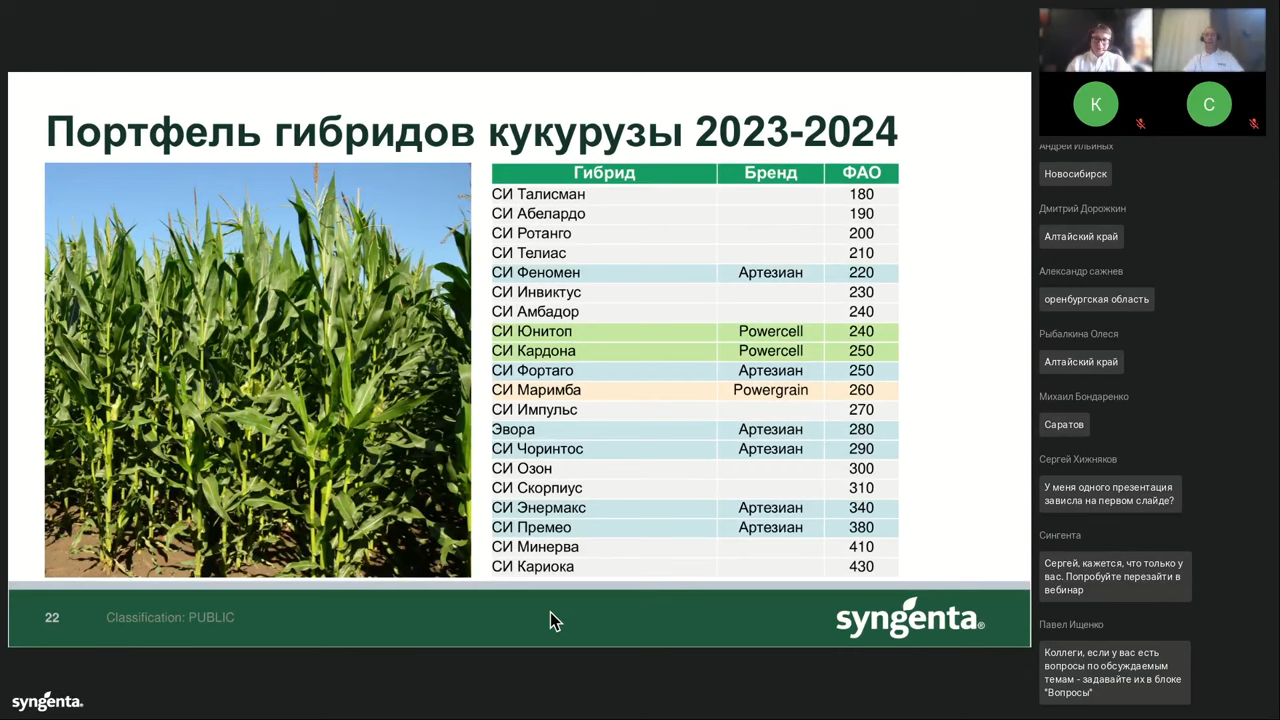 Портфель гибридов кукурузы 2023-2024
Гибрид Бренд ФАО
СИ Талисман 180
СИ Абелардо 190
СИ Ротанго 200
СИ Телиас 210
СИ Феномен Артезиан 220
СИ Инвиктус 230
СИ Амбадор 240
СИ Юнитоп Powercell 240
СИ Кардона Powercell 250
СИ Фортаго Артезиан 250
СИ Маримба Powergrain 260
СИ Импульс 270
Эвора Артезиан 280
СИ Чоринтос Артезиан 290
СИ Озон 300
СИ Скорпиус 310
СИ Энермакс Артезиан 340
СИ Премео Артезиан 380
СИ Минерва 410
СИ Кариока 430
22 Classification: PUBLIC
syngenta®
syngenta®
К С
Андрей Ильиных
Новосибирск
Дмитрий Дорожкин
Алтайский край
Александр сажнев
оренбургская область
Рыбалкина Олеся
Алтайский край
Михаил Бондаренко
Саратов
Сергей Хижняков
У меня одного презентация
зависла на первом слайде?
Сингента
Сергей, кажется, что только у
вас. Попробуйте перезайти в
вебинар
Павел Ищенко
Коллеги, если у вас есть
вопросы по обсуждаемым
темам - задавайте их в блоке
"Вопросы"